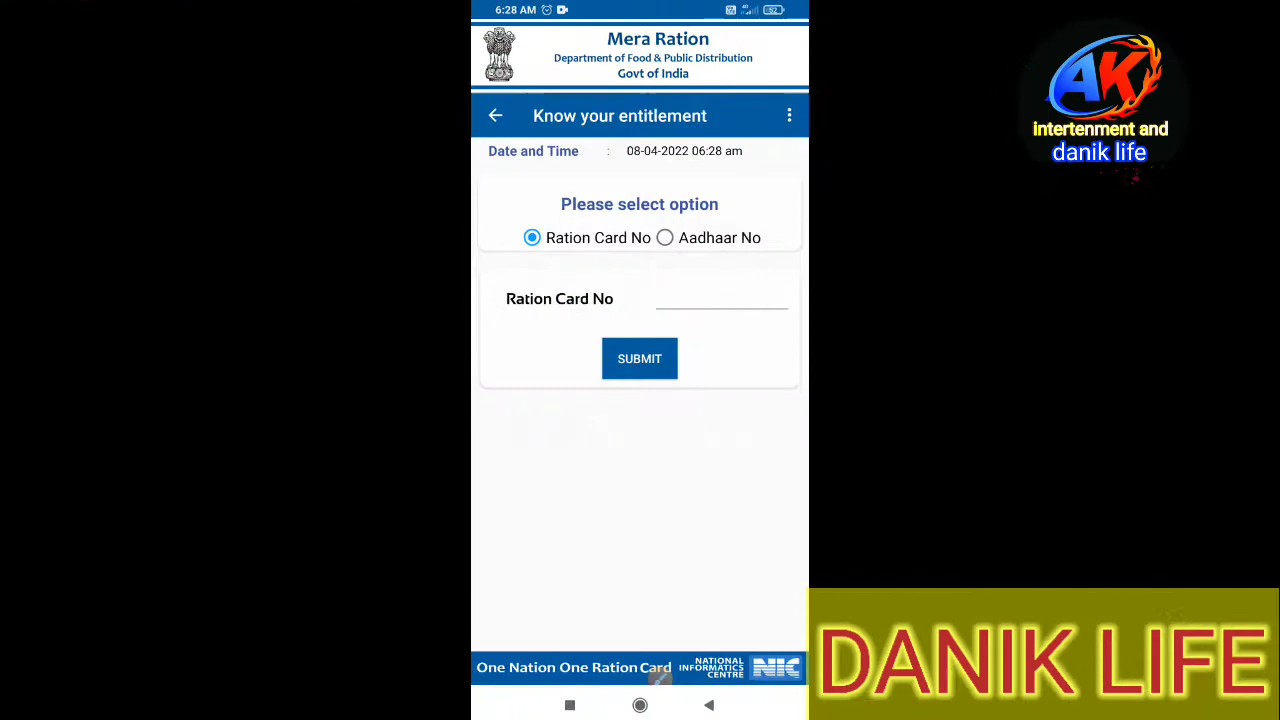 6:28 AM
4G
52
Mera Ration
Department of Food & Public Distribution
Govt of India
Know your entitlement
Date and Time : 08-04-2022 06:28 am
Please select option
Ration Card No Aadhaar No
Ration Card No
SUBMIT
One Nation One Ration Card
NATIONAL
INFORMATICS
CENTRE
NIC
AK
intertenment and
danik life
DANIK LIFE